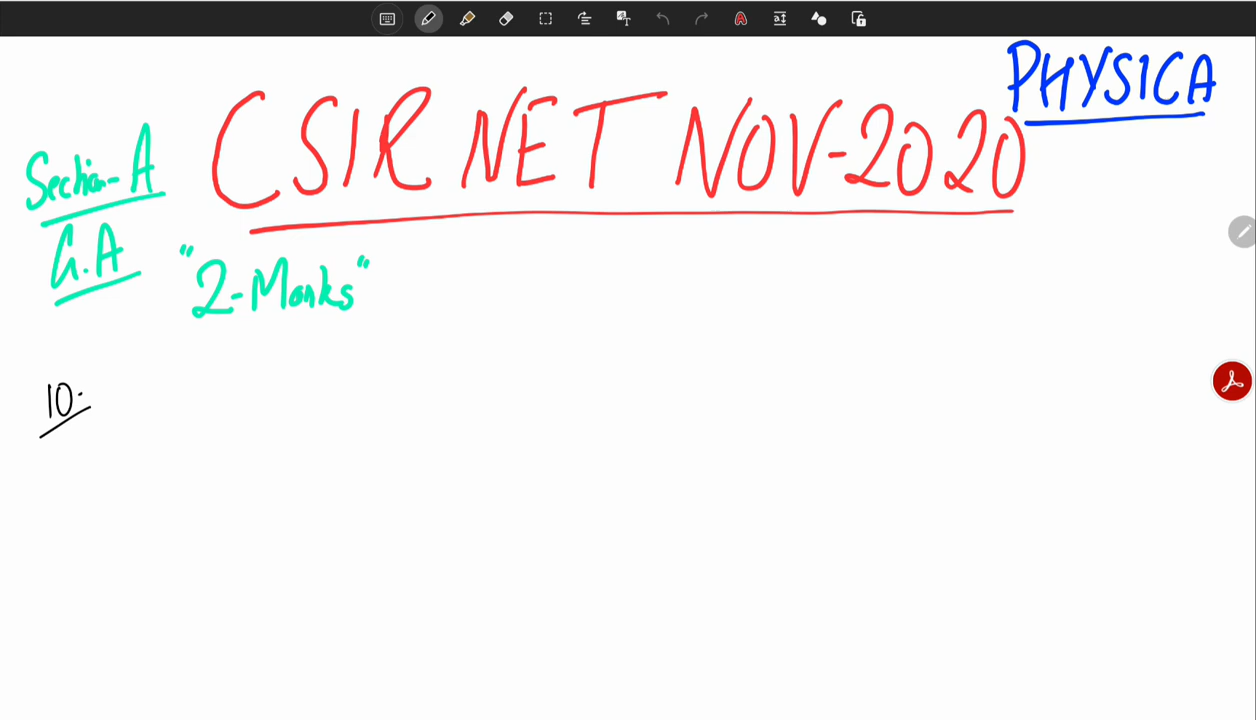 PHYSICA
CSIR NET NOV-2020
Section-A
G.A
"2-Marks"
10.